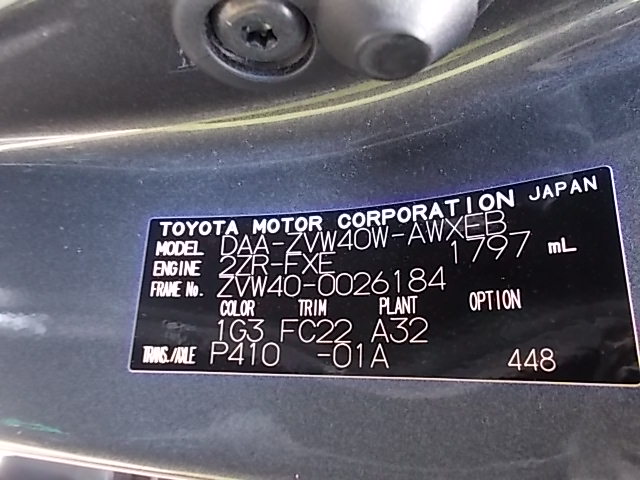 TOYOTA MOTOR CORPORATION JAPAN
MODEL DAA-ZVW40W-AWXEB
ENGINE 2ZR-FXE 1797 mL
FRAME No. ZVW40-0026184
COLOR TRIM PLANT OPTION
1G3 FC22 A32
TRANS./AXLE P410 -01A 448